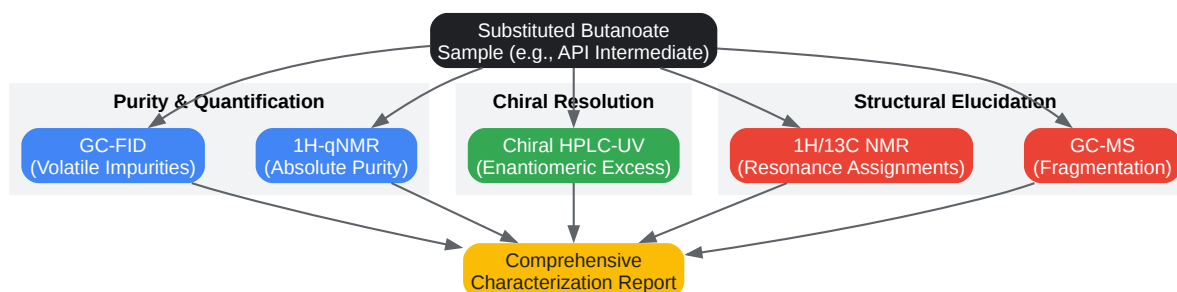 Substituted Butanoate
Sample (e.g., API Intermediate)
Purity & Quantification
Chiral Resolution
Structural Elucidation
GC-FID
(Volatile Impurities)
1H-qNMR
(Absolute Purity)
Chiral HPLC-UV
(Enantiomeric Excess)
1H/13C NMR
(Resonance Assignments)
GC-MS
(Fragmentation)
Comprehensive
Characterization Report